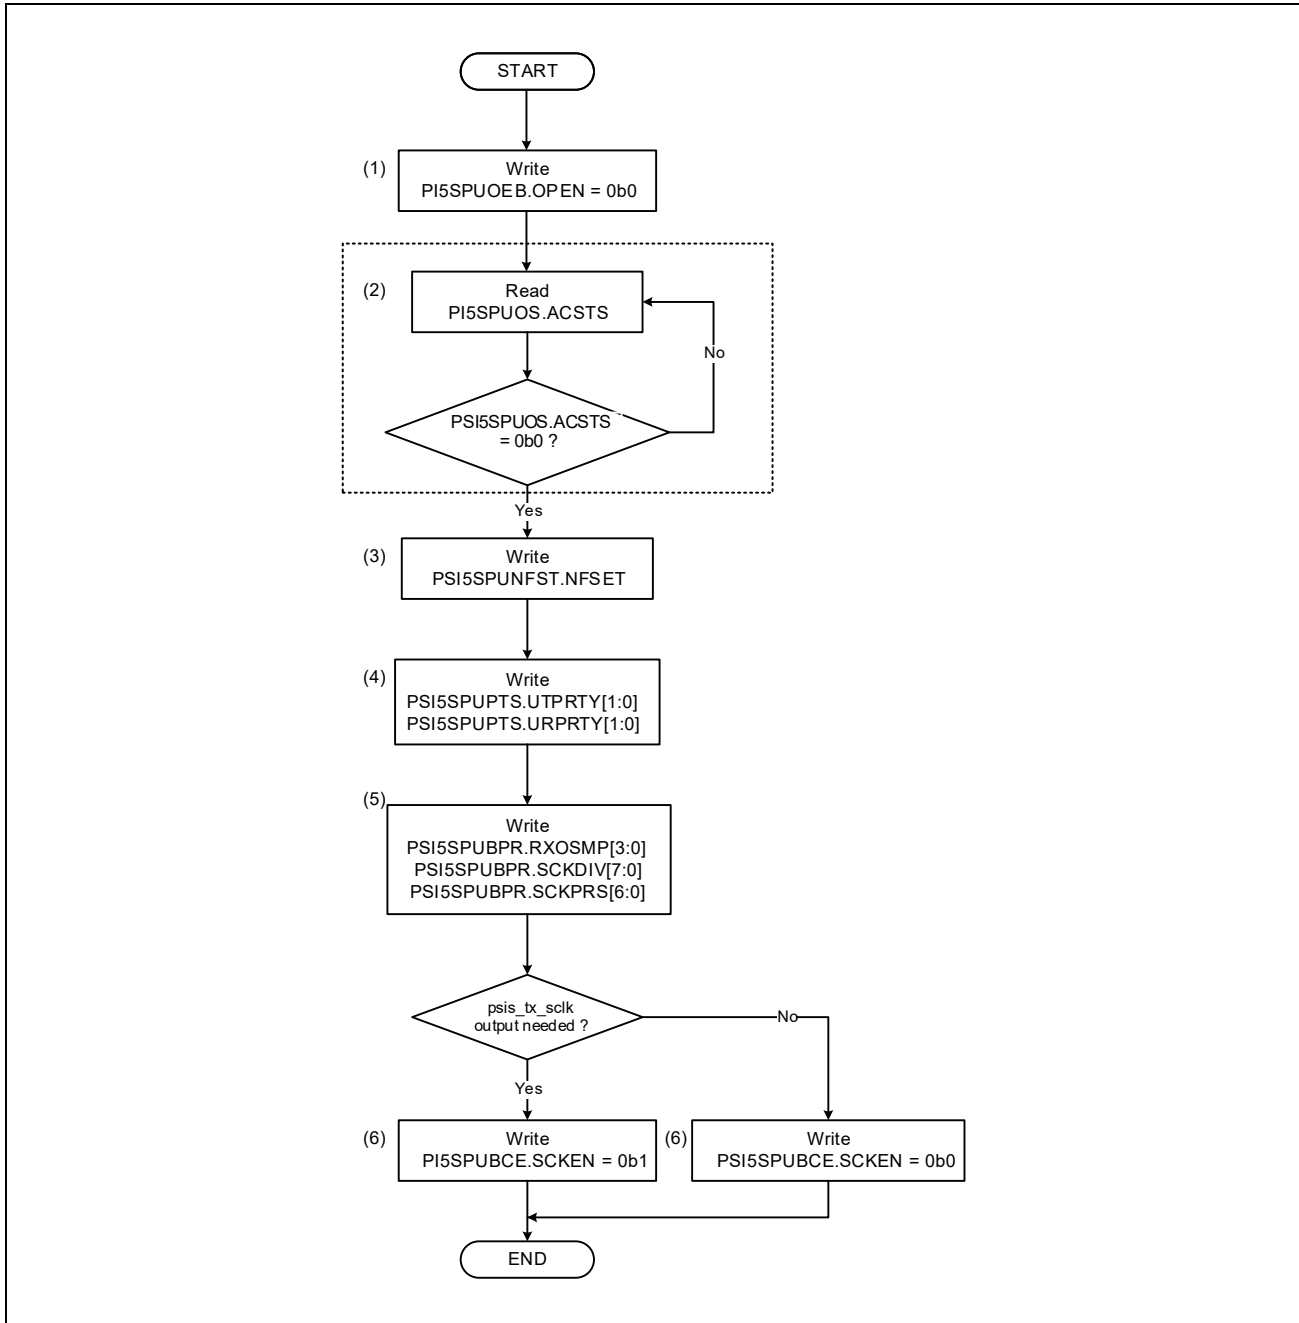 START
(1)
Write
PI5SPUOEB.OPEN = 0b0
(2)
Read
PI5SPUOS.ACSTS
No
PSI5SPUOS.ACSTS
= 0b0 ?
Yes
(3)
Write
PSI5SPUNFST.NFSET
(4)
Write
PSI5SPUPTS.UTPRTY[1:0]
PSI5SPUPTS.URPRTY[1:0]
(5)
Write
PSI5SPUBPR.RXOSMP[3:0]
PSI5SPUBPR.SCKDIV[7:0]
PSI5SPUBPR.SCKPRS[6:0]
psis_tx_sclk
output needed ?
No
Yes
(6)
Write
PI5SPUBCE.SCKEN = 0b1
(6)
Write
PSI5SPUBCE.SCKEN = 0b0
END